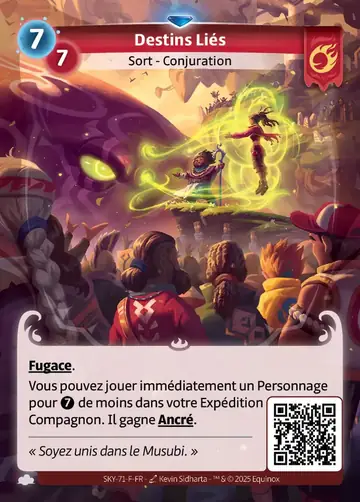 7
7
Destins Liés
Sort - Conjuration
Fugace.
Vous pouvez jouer immédiatement un Personnage
pour 7 de moins dans votre Expédition
Compagnon. Il gagne Ancré.
« Soyez unis dans le Musubi. »
SKY-71-F-FR - Kevin Sidharta - ™ & © 2025 Equinox